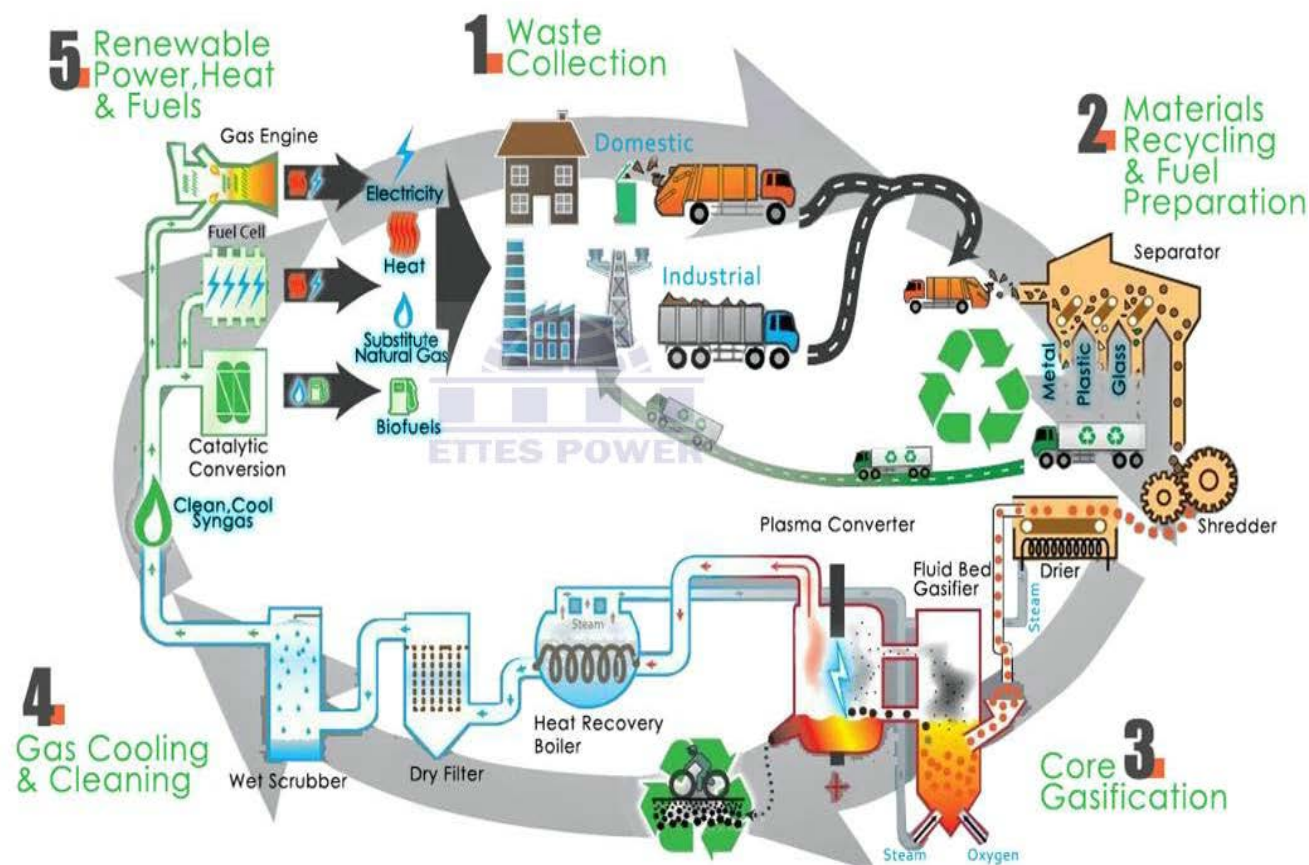 5. Renewable
Power,Heat
& Fuels
1. Waste
Collection
2. Materials
Recycling
& Fuel
Preparation
Gas Engine
Electricity
Fuel Cell
Heat
Substitute
Natural Gas
Catalytic
Conversion
Biofuels
Clean,Cool
Syngas
Domestic
Industrial
ETTES POWER
Separator
Metal
Plastic
Glass
Shredder
Drier
Steam
Plasma Converter
Fluid Bed
Gasifier
Steam
Heat Recovery
Boiler
Dry Filter
Wet Scrubber
4.
Gas Cooling
& Cleaning
Core 3.
Gasification
Steam
Oxygen